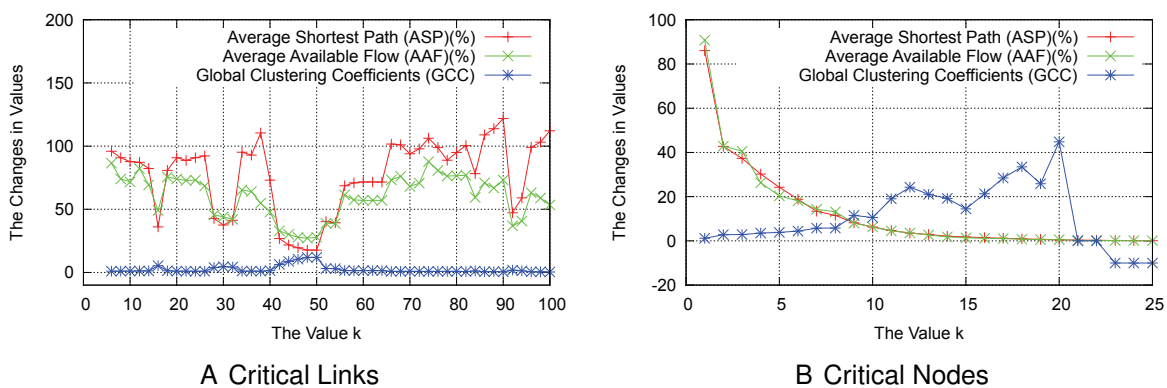 Average Shortest Path (ASP)(%)
Average Available Flow (AAF)(%)
Global Clustering Coefficients (GCC)
The Changes in Values
200
150
100
50
0
0 10 20 30 40 50 60 70 80 90 100
The Value k
A Critical Links
Average Shortest Path (ASP)(%)
Average Available Flow (AAF)(%)
Global Clustering Coefficients (GCC)
The Changes in Values
100
80
60
40
20
0
-20
0 5 10 15 20 25
The Value k
B Critical Nodes